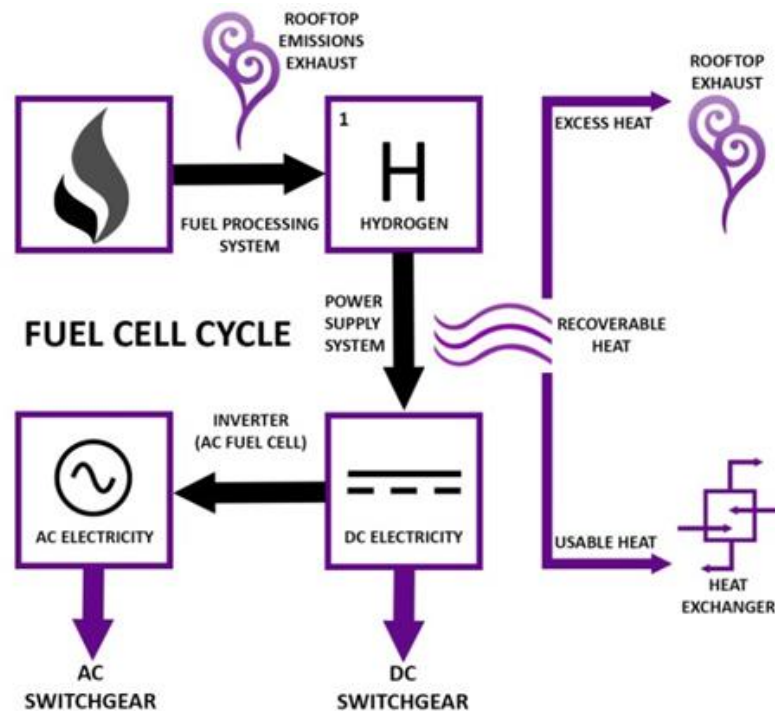 ROOFTOP
EMISSIONS
EXHAUST
ROOFTOP
EXHAUST
1
H
HYDROGEN
EXCESS HEAT
FUEL PROCESSING
SYSTEM
FUEL CELL CYCLE
POWER
SUPPLY
SYSTEM
RECOVERABLE
HEAT
INVERTER
(AC FUEL CELL)
AC ELECTRICITY
DC ELECTRICITY
USABLE HEAT
HEAT
EXCHANGER
AC
SWITCHGEAR
DC
SWITCHGEAR